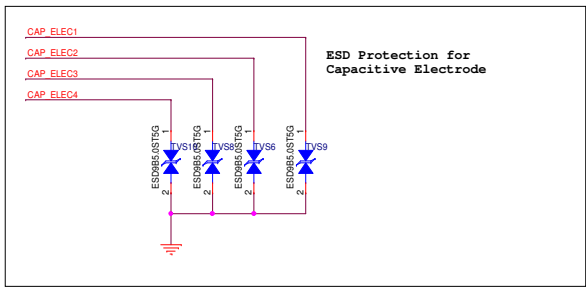 CAP_ELEC1
CAP_ELEC2
CAP_ELEC3
CAP_ELEC4
ESD Protection for
Capacitive Electrode
1
1
1
1
ESD9B5.0ST5G
TVS10
ESD9B5.0ST5G
TVS8
ESD9B5.0ST5G
TVS6
ESD9B5.0ST5G
TVS9
2
2
2
2